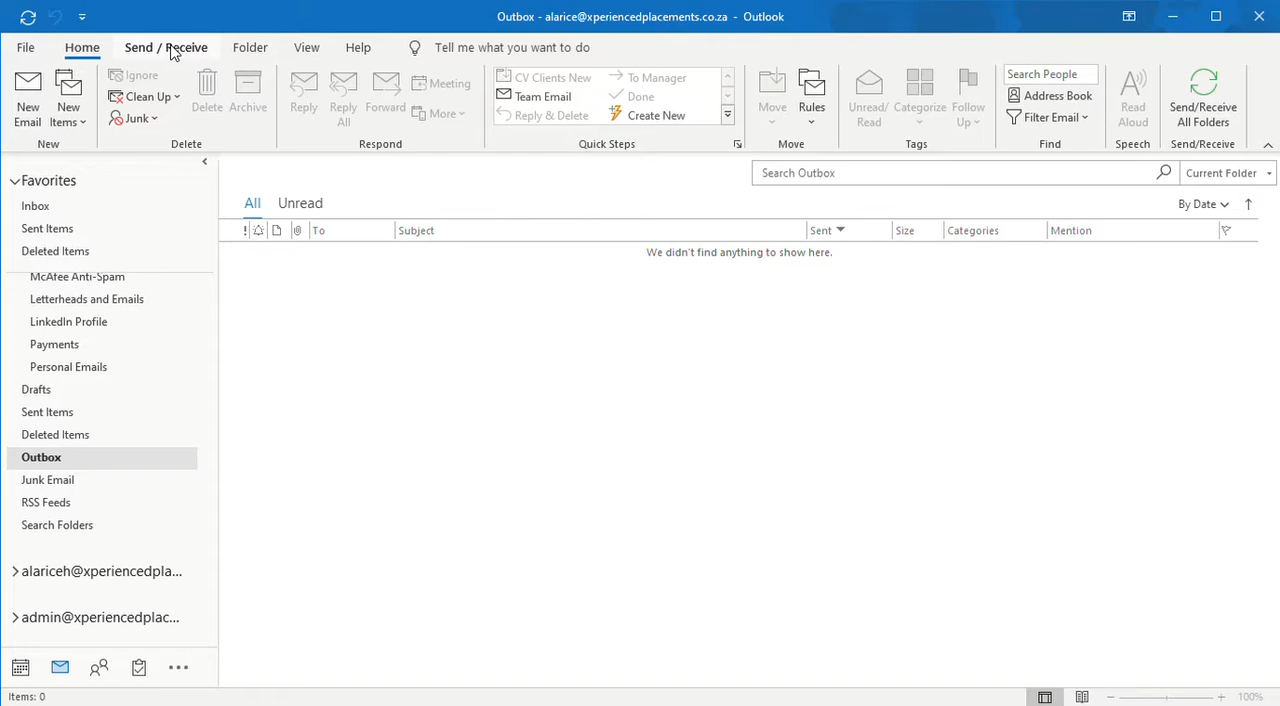 Outbox - alarice@xperiencedplacements.co.za - Outlook
File Home Send / Receive Folder View Help Tell me what you want to do
New Email
New Items
Ignore
Clean Up
Junk
Delete
Archive
Delete
Reply
Reply All
Forward
Meeting
More
Respond
CV Clients New
Team Email
Reply & Delete
To Manager
Done
Create New
Quick Steps
Move
Rules
Move
Unread/ Read
Categorize
Follow Up
Tags
Search People
Address Book
Filter Email
Find
Read Aloud
Speech
Send/Receive All Folders
Send/Receive
New
Favorites
Inbox
Sent Items
Deleted Items
McAfee Anti-Spam
Letterheads and Emails
LinkedIn Profile
Payments
Personal Emails
Drafts
Sent Items
Deleted Items
Outbox
Junk Email
RSS Feeds
Search Folders
alariceh@xperiencedpla...
admin@xperiencedplac...
Search Outbox
Current Folder
All Unread
By Date
! To Subject Sent Size Categories Mention
We didn't find anything to show here.
Items: 0
100%